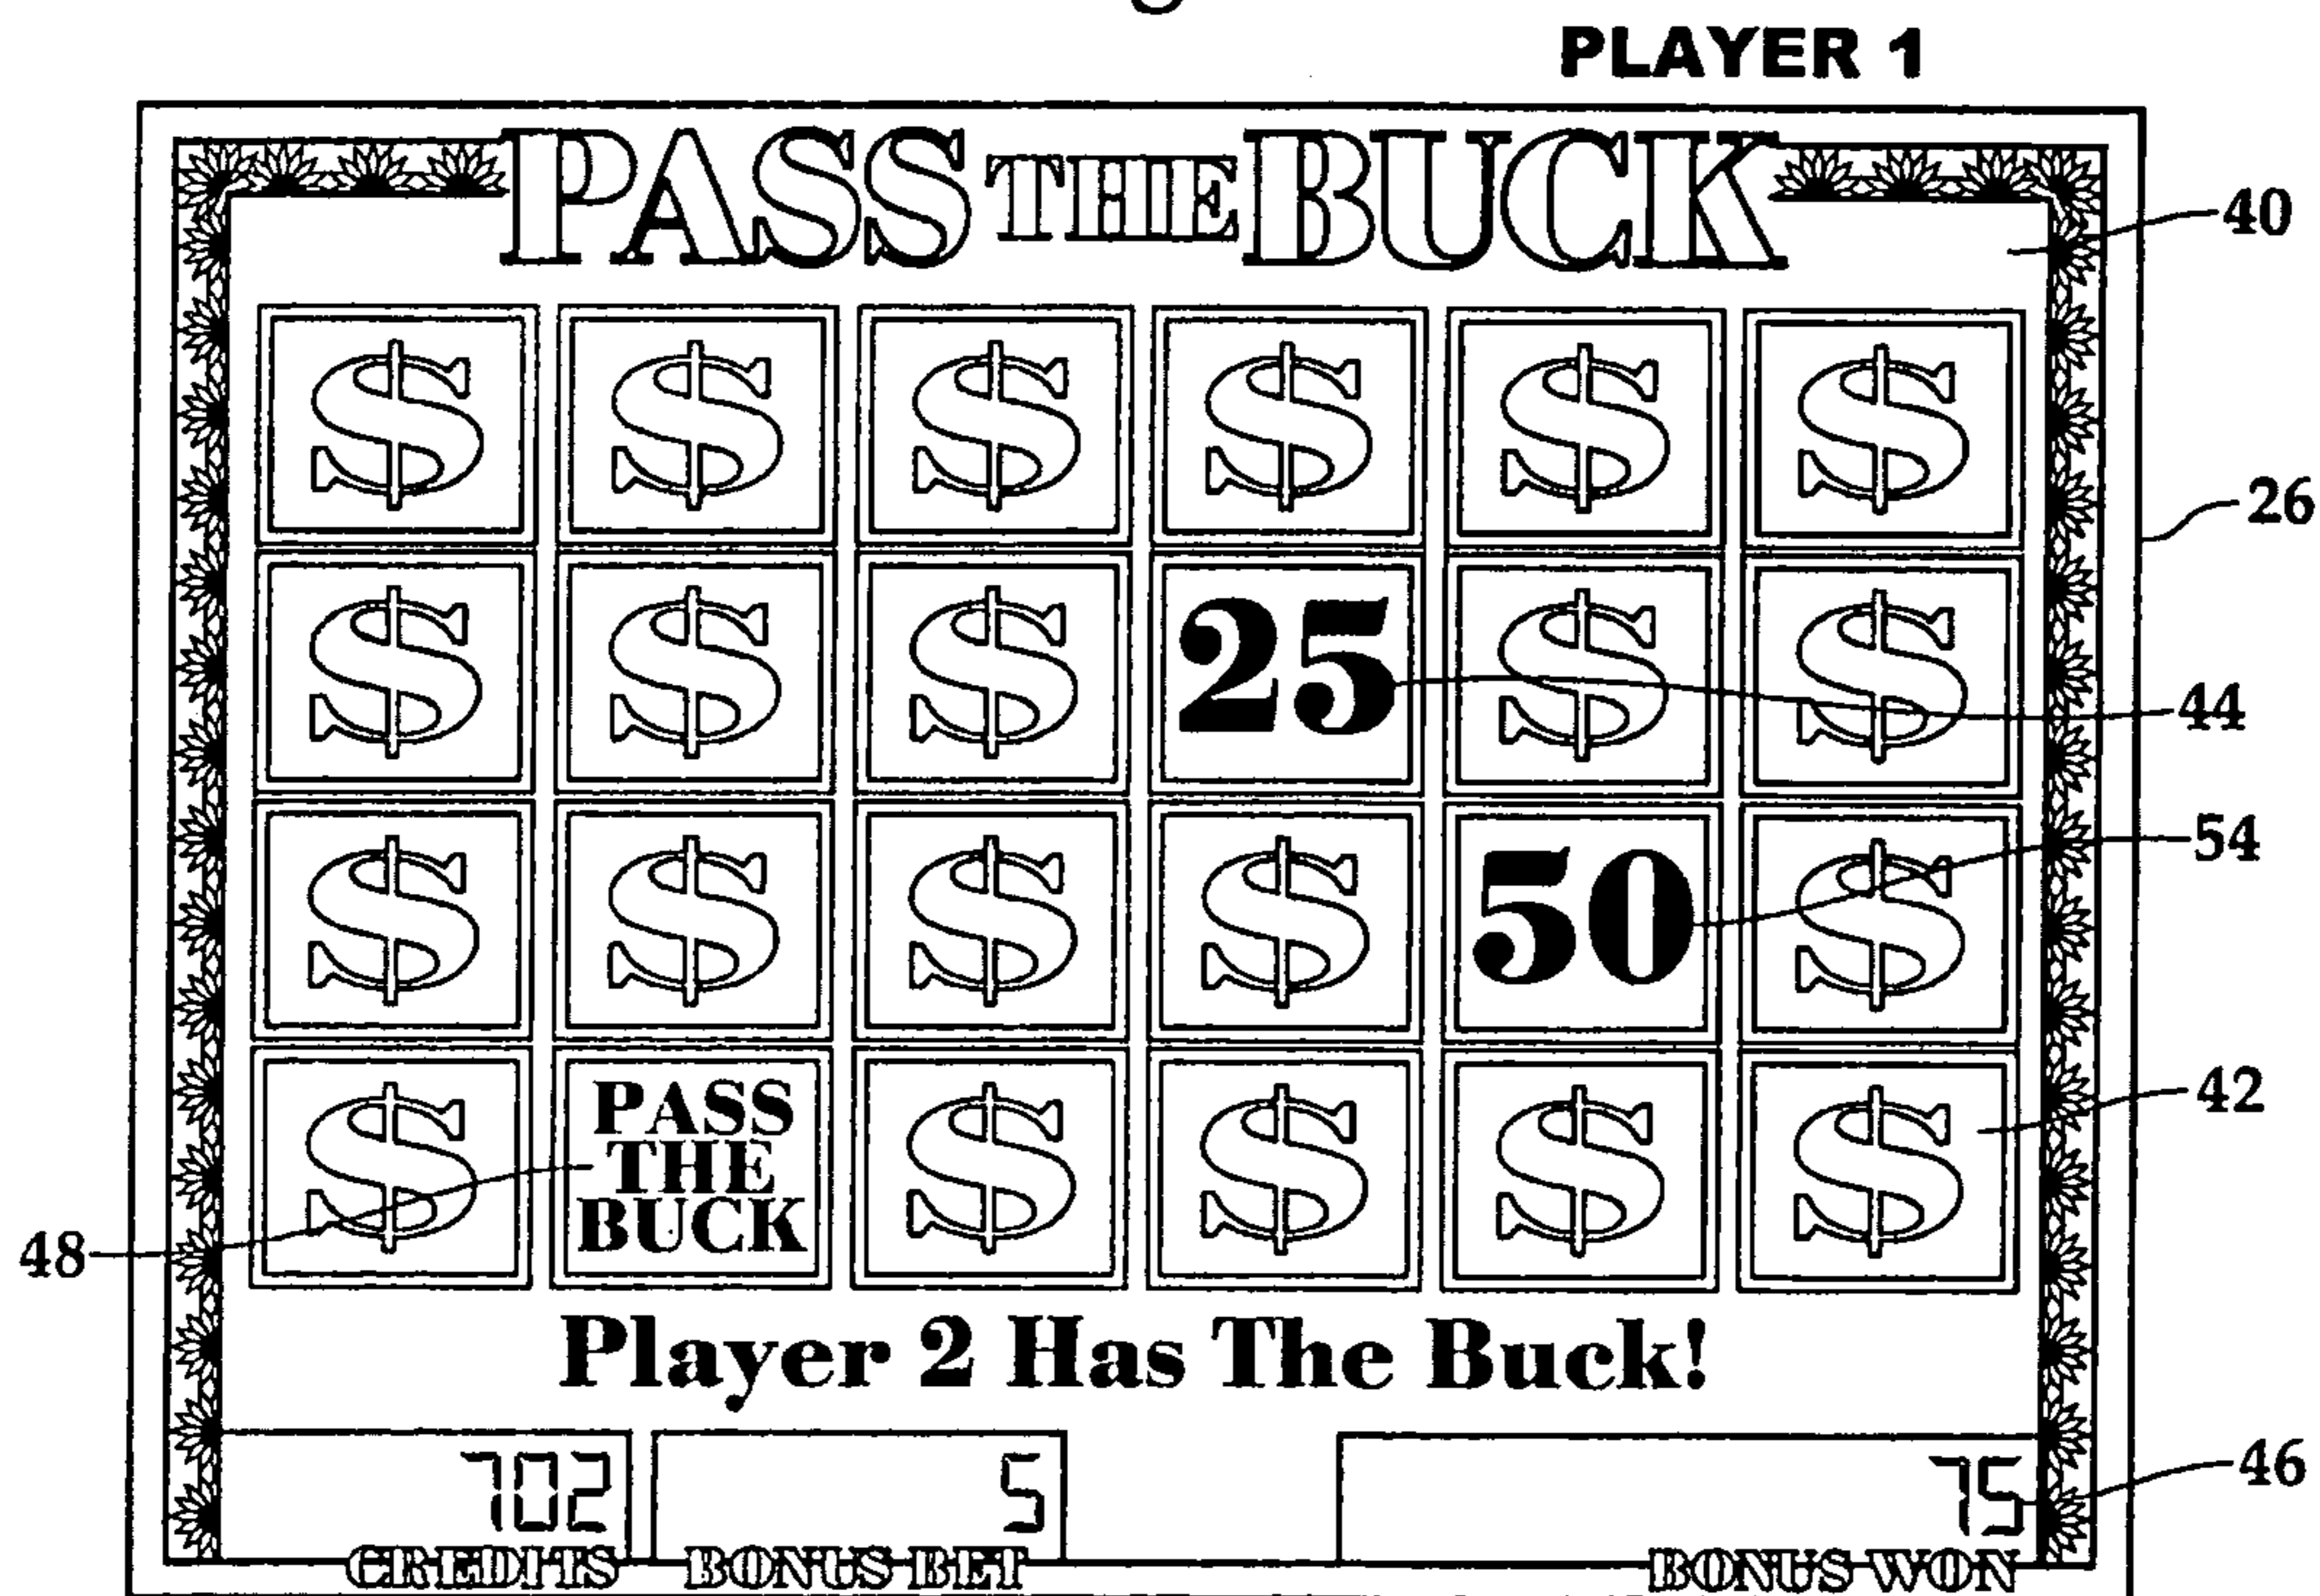 PLAYER 1
PASS THE BUCK
40
$ $ $ $ $ $
26
$ $ $ 25 $ $
44
54
$ $ $ $ 50 $
42
$ PASS THE BUCK $ $ $ $
48
Player 2 Has The Buck!
702 5 75
46
CREDITS BONUS BET BONUS WON